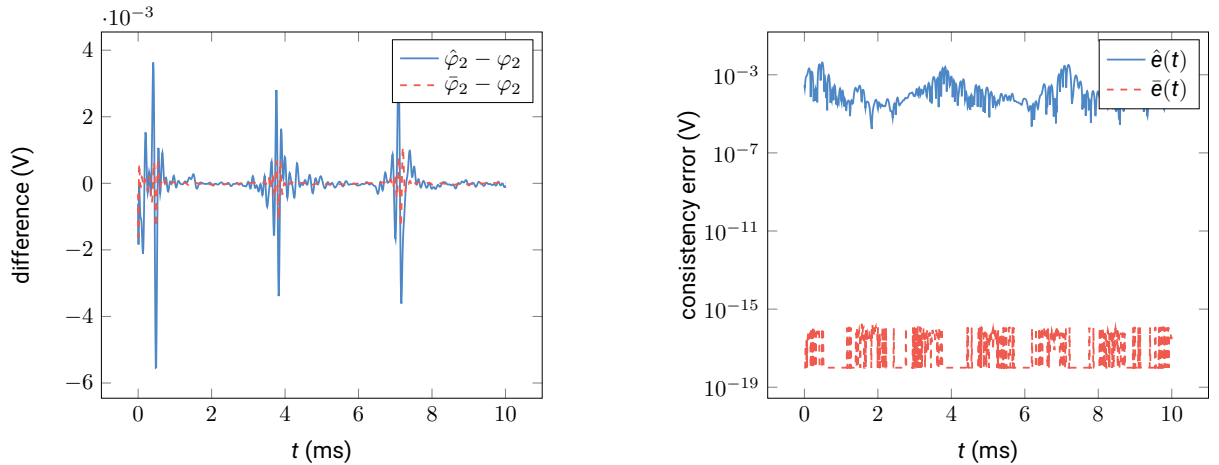 ·10⁻³
4
2
0
−2
−4
−6
0 2 4 6 8 10
difference (V)
t (ms)
φ̂₂ − φ₂
φ̄₂ − φ₂
10⁻³
10⁻⁷
10⁻¹¹
10⁻¹⁵
10⁻¹⁹
0 2 4 6 8 10
consistency error (V)
t (ms)
ê(t)
ē(t)